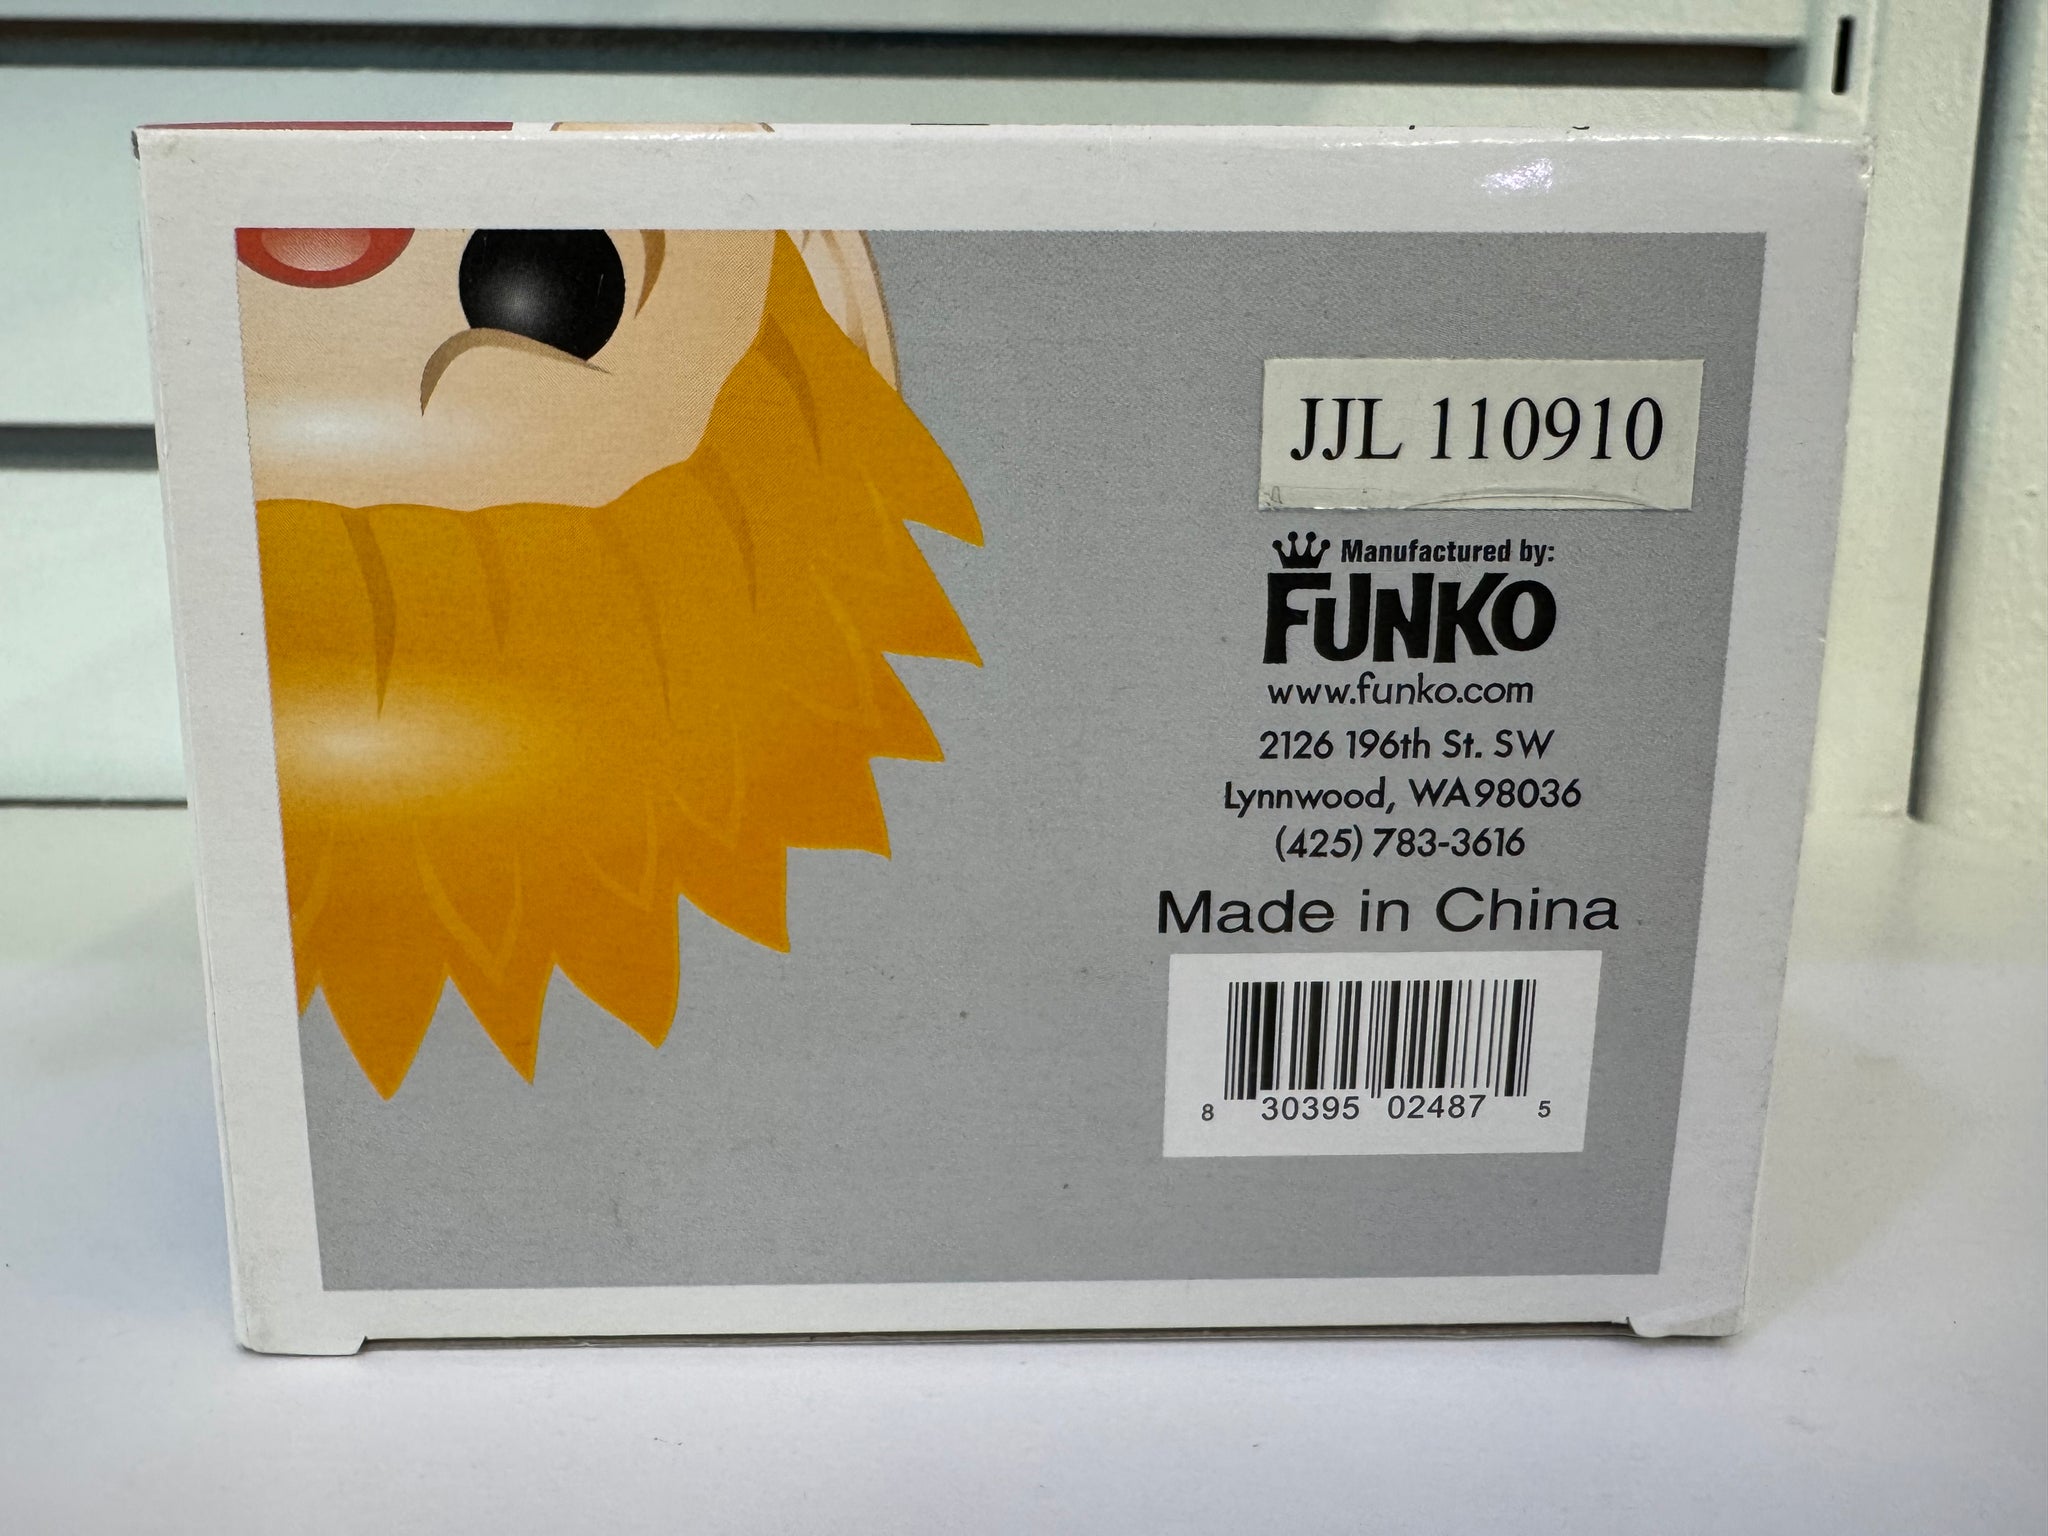 JJL 110910
Manufactured by:
FUNKO
www.funko.com
2126 196th St. SW
Lynnwood, WA98036
(425) 783-3616
Made in China
8 30395 02487 5